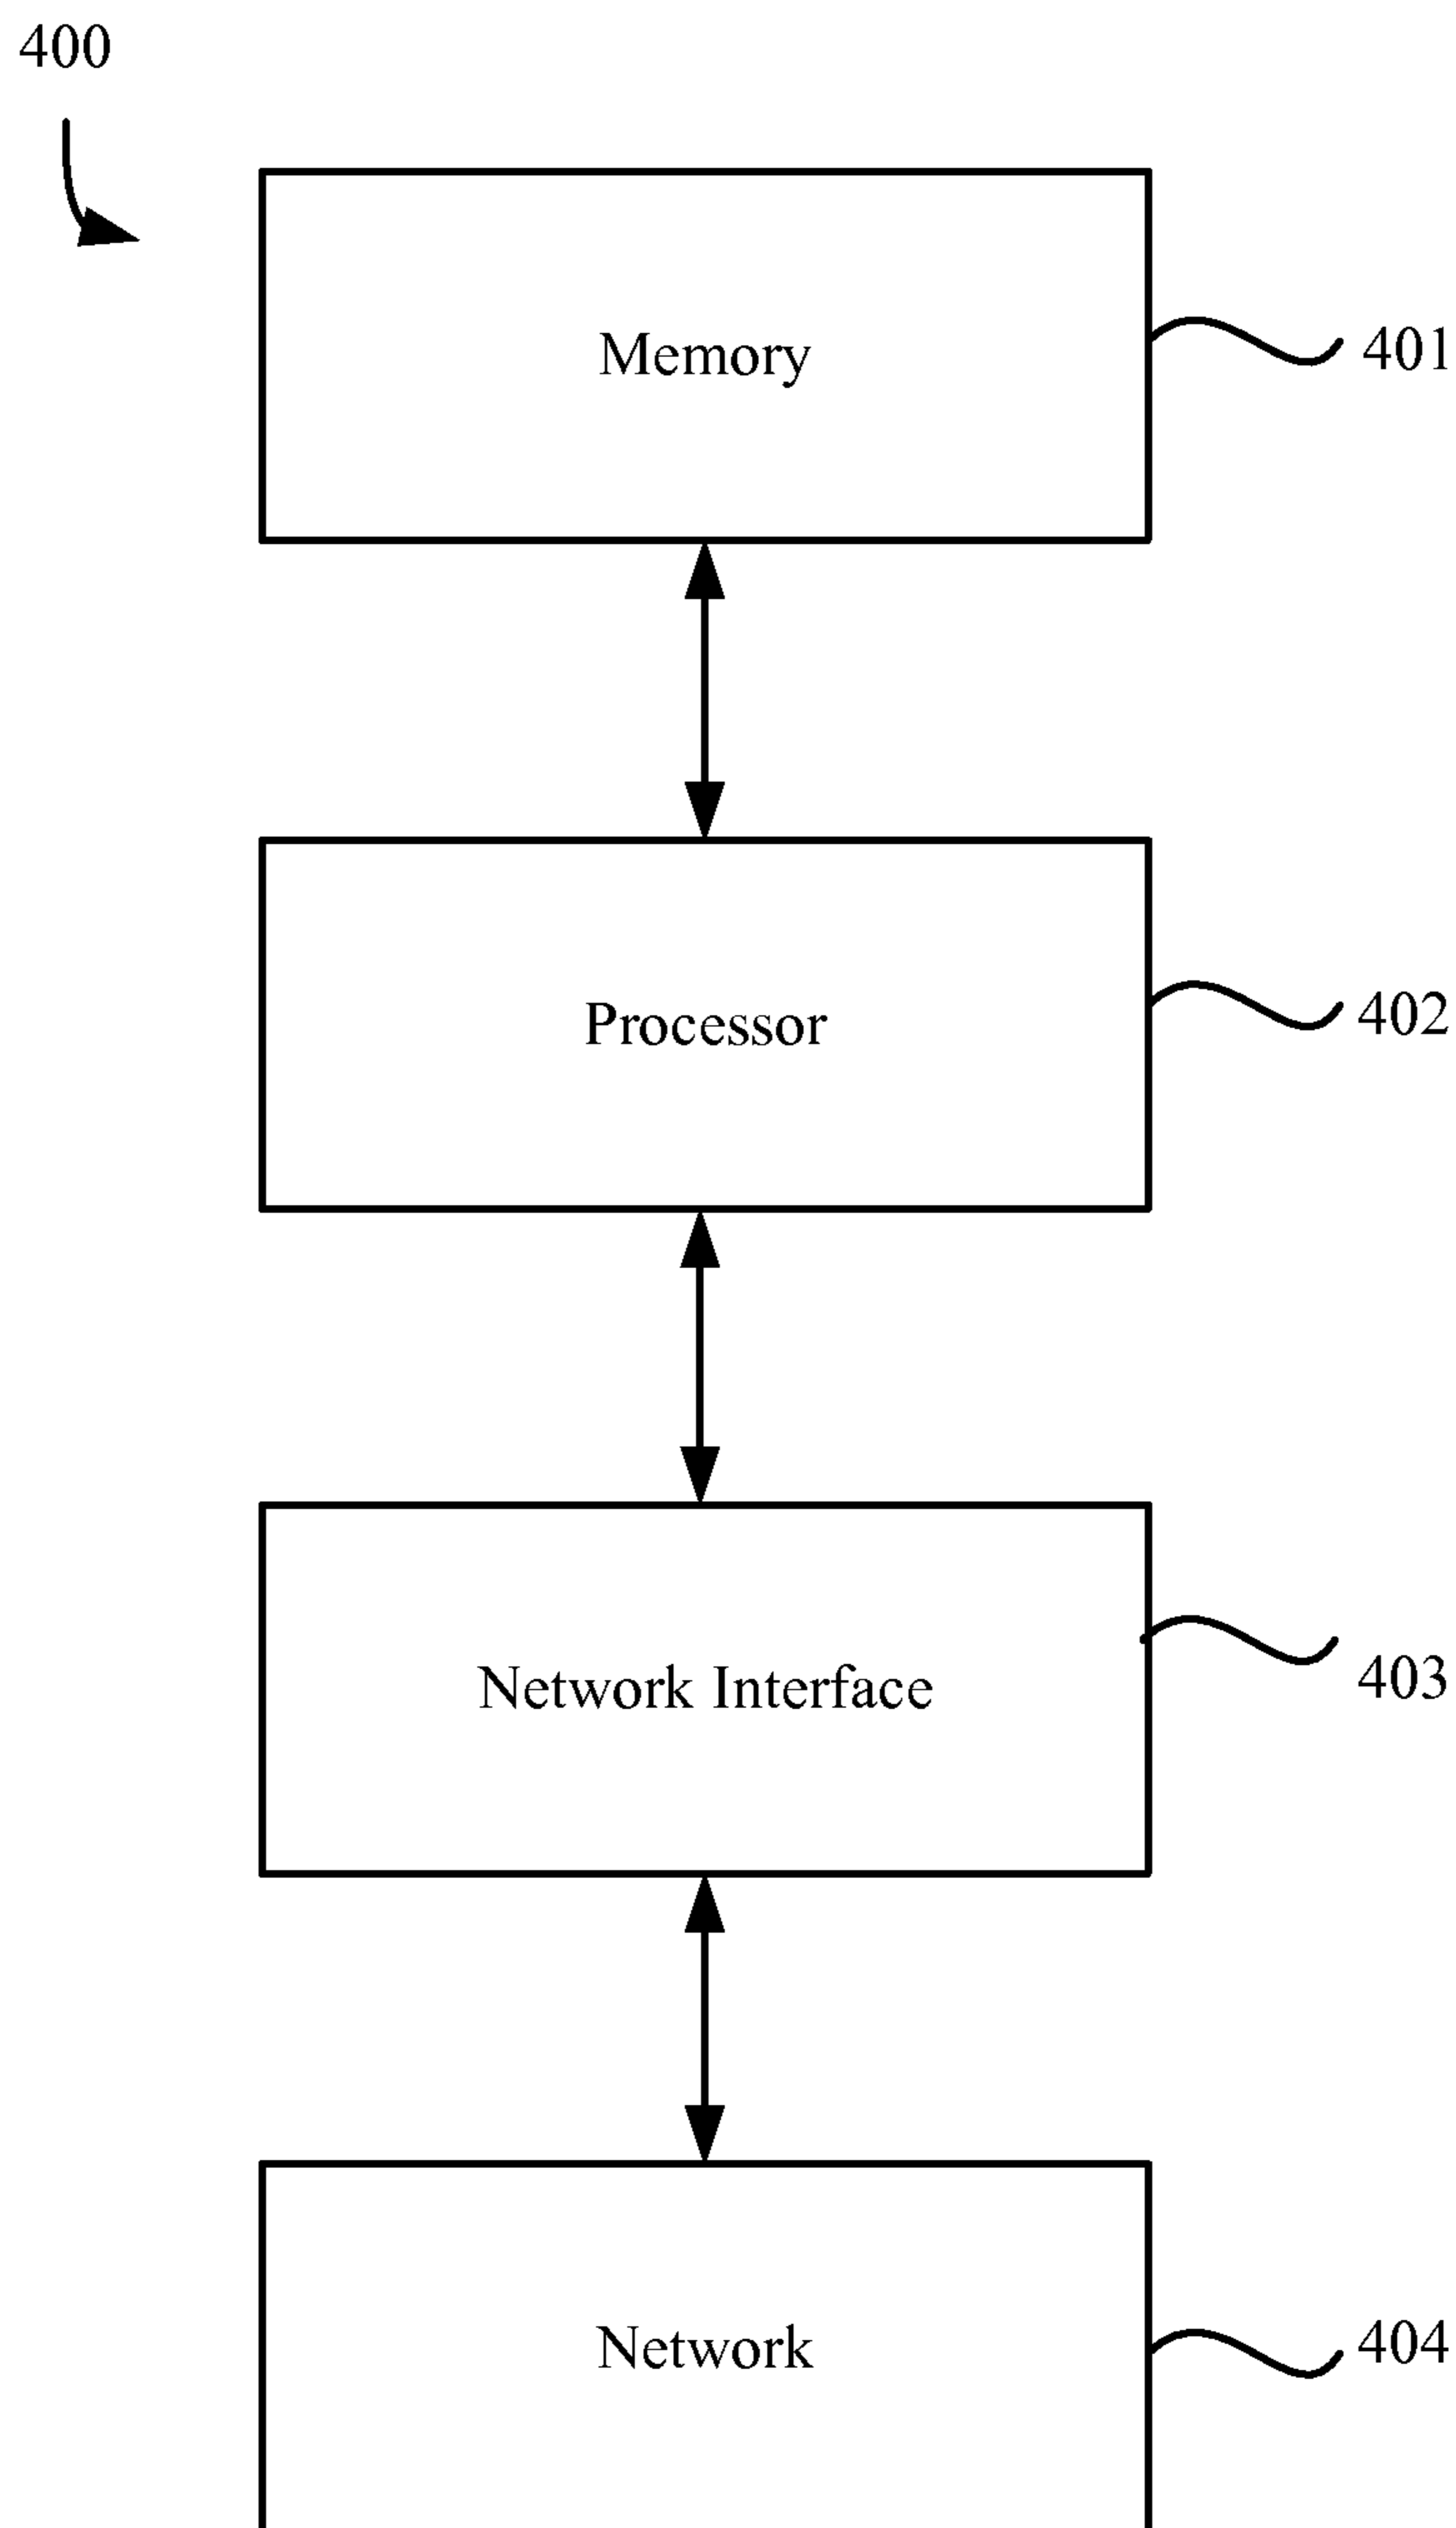 400
Memory
401
Processor
402
Network Interface
403
Network
404